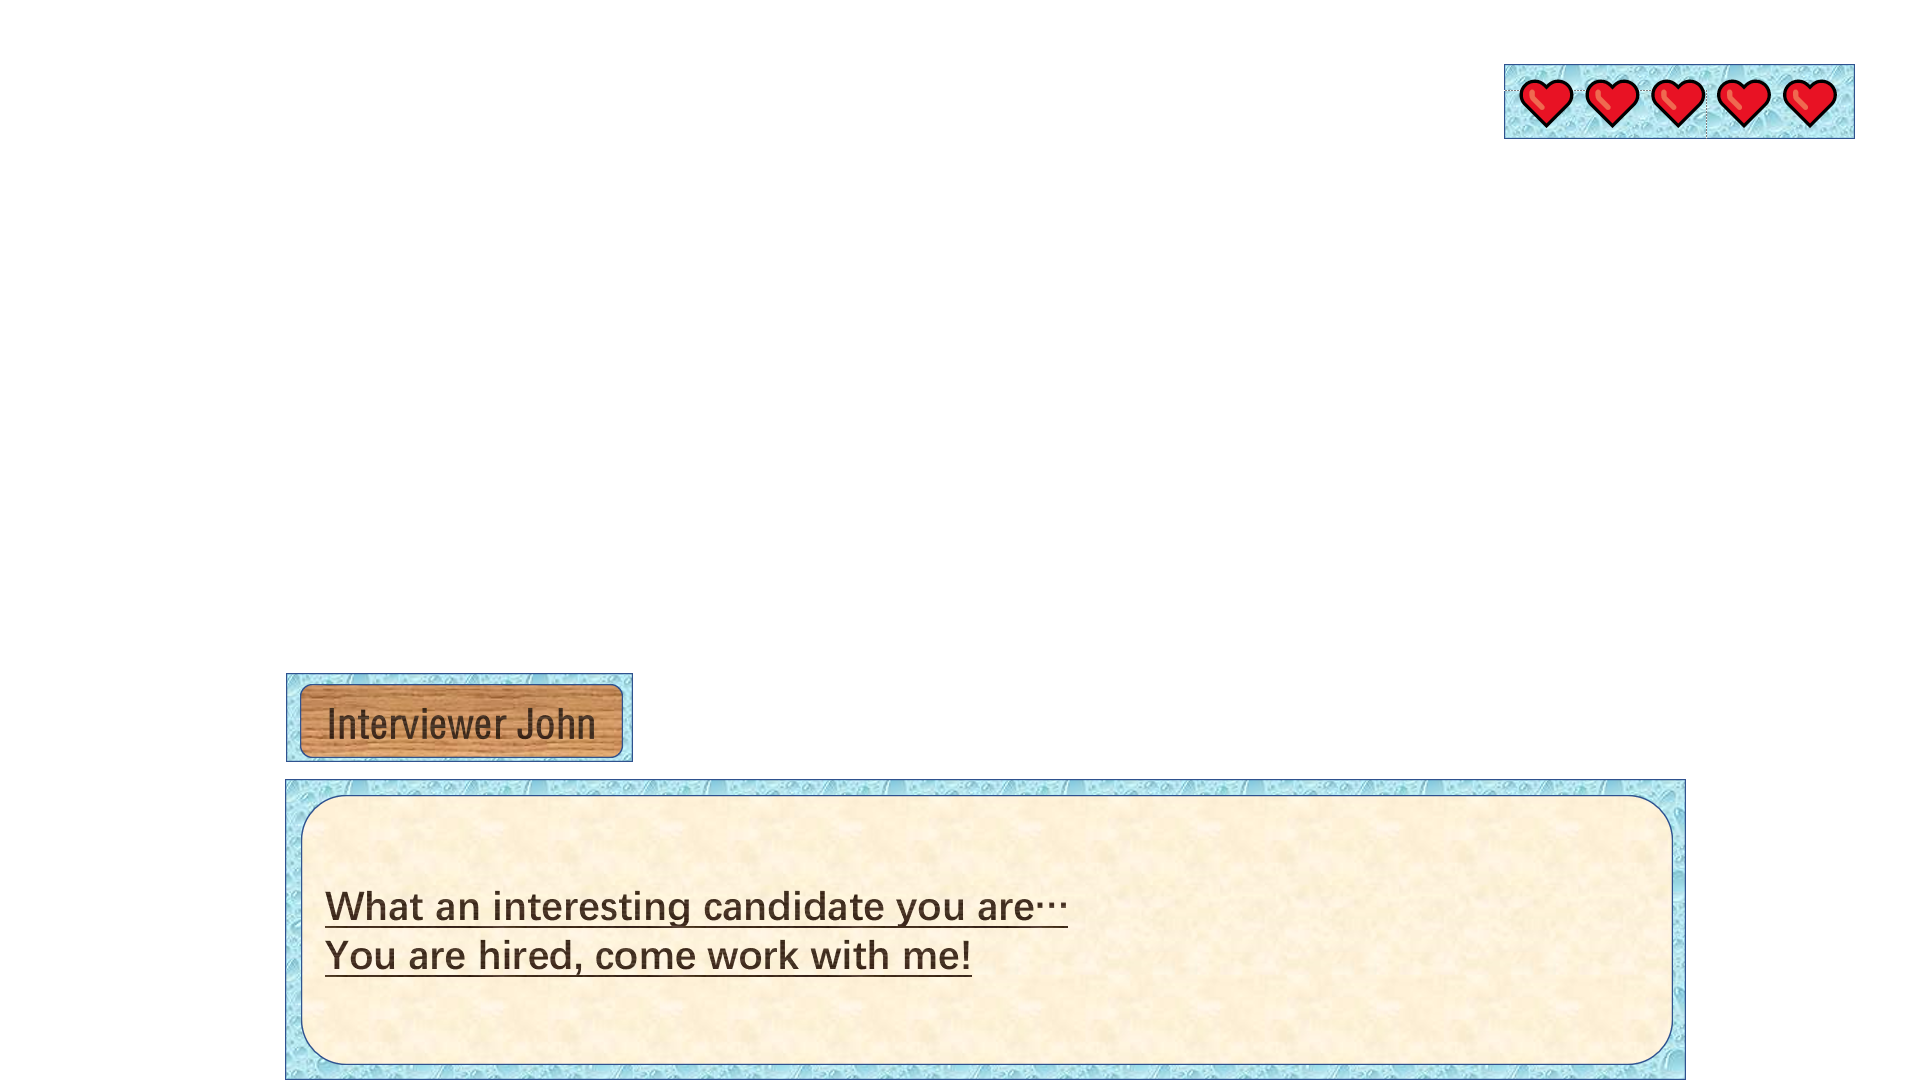 Interviewer John
What an interesting candidate you are⋯
You are hired, come work with me!